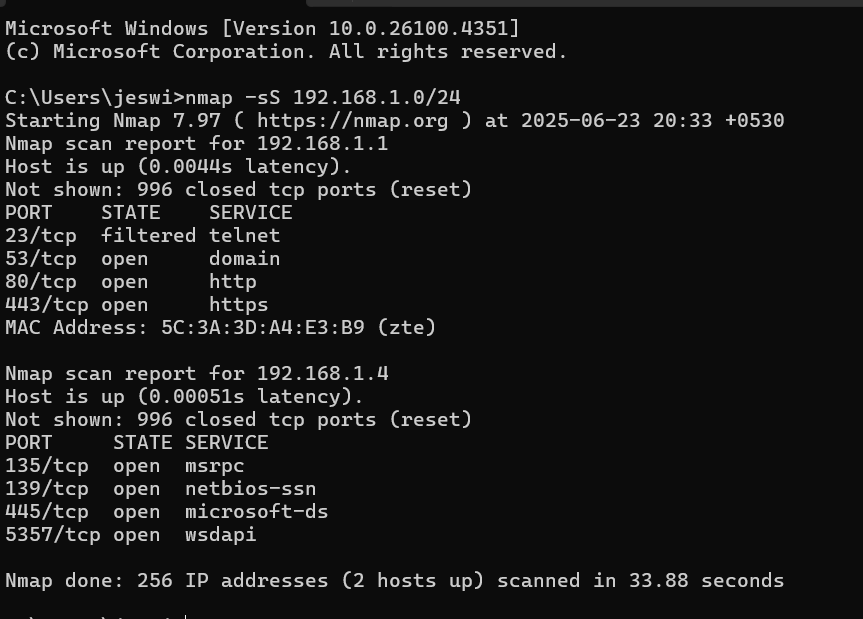 Microsoft Windows [Version 10.0.26100.4351]
(c) Microsoft Corporation. All rights reserved.
C:\Users\jeswi>nmap -sS 192.168.1.0/24
Starting Nmap 7.97 ( https://nmap.org ) at 2025-06-23 20:33 +0530
Nmap scan report for 192.168.1.1
Host is up (0.0044s latency).
Not shown: 996 closed tcp ports (reset)
PORT    STATE    SERVICE
23/tcp  filtered telnet
53/tcp  open     domain
80/tcp  open     http
443/tcp open     https
MAC Address: 5C:3A:3D:A4:E3:B9 (zte)
Nmap scan report for 192.168.1.4
Host is up (0.00051s latency).
Not shown: 996 closed tcp ports (reset)
PORT     STATE SERVICE
135/tcp  open  msrpc
139/tcp  open  netbios-ssn
445/tcp  open  microsoft-ds
5357/tcp open  wsdapi
Nmap done: 256 IP addresses (2 hosts up) scanned in 33.88 seconds